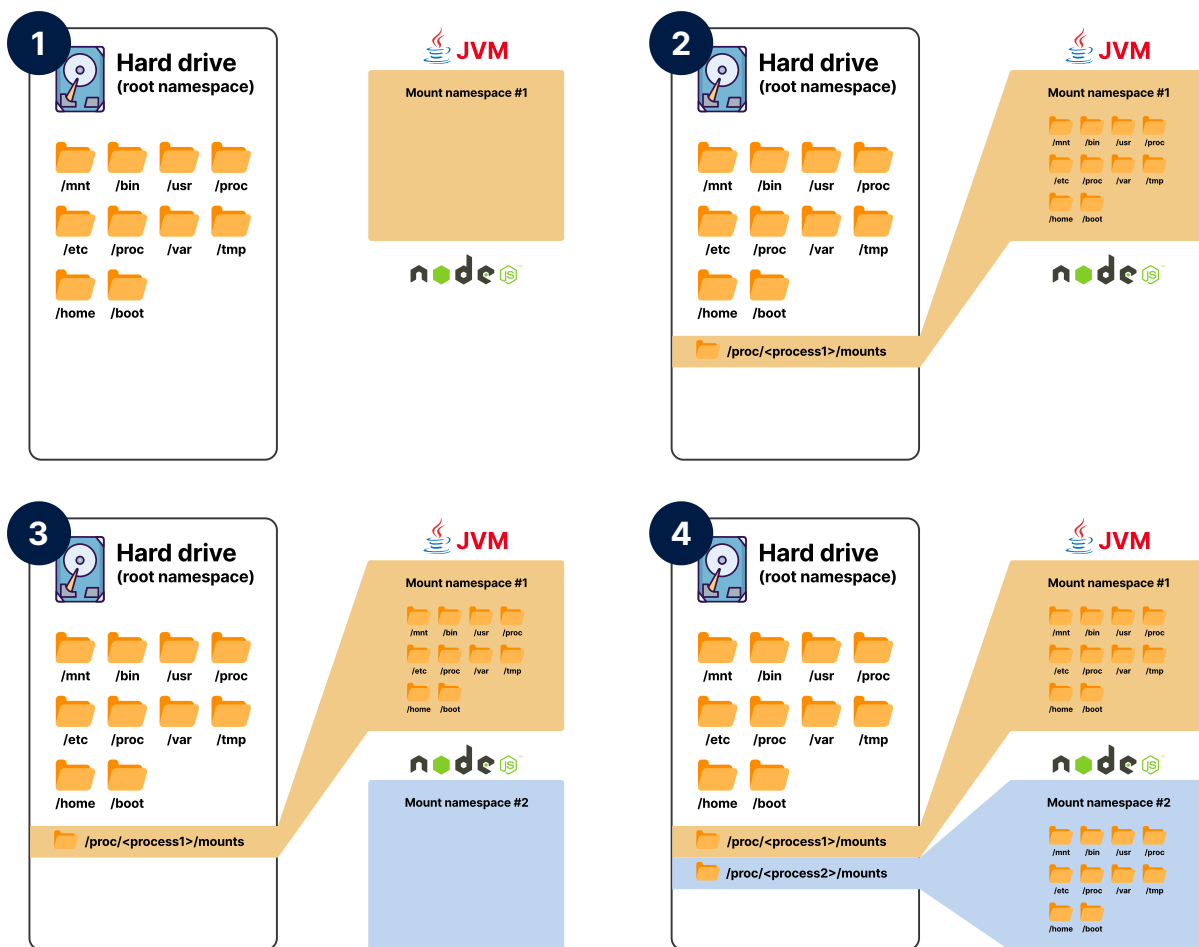 1
Hard drive
(root namespace)
/mnt /bin /usr /proc
/etc /proc /var /tmp
/home /boot
JVM
Mount namespace #1
node JS
2
Hard drive
(root namespace)
/mnt /bin /usr /proc
/etc /proc /var /tmp
/home /boot
/proc/<process1>/mounts
JVM
Mount namespace #1
/mnt /bin /usr /proc
/etc /proc /var /tmp
/home /boot
node JS
3
Hard drive
(root namespace)
/mnt /bin /usr /proc
/etc /proc /var /tmp
/home /boot
/proc/<process1>/mounts
JVM
Mount namespace #1
/mnt /bin /usr /proc
/etc /proc /var /tmp
/home /boot
node JS
Mount namespace #2
4
Hard drive
(root namespace)
/mnt /bin /usr /proc
/etc /proc /var /tmp
/home /boot
/proc/<process1>/mounts
/proc/<process2>/mounts
JVM
Mount namespace #1
/mnt /bin /usr /proc
/etc /proc /var /tmp
/home /boot
node JS
Mount namespace #2
/mnt /bin /usr /proc
/etc /proc /var /tmp
/home /boot